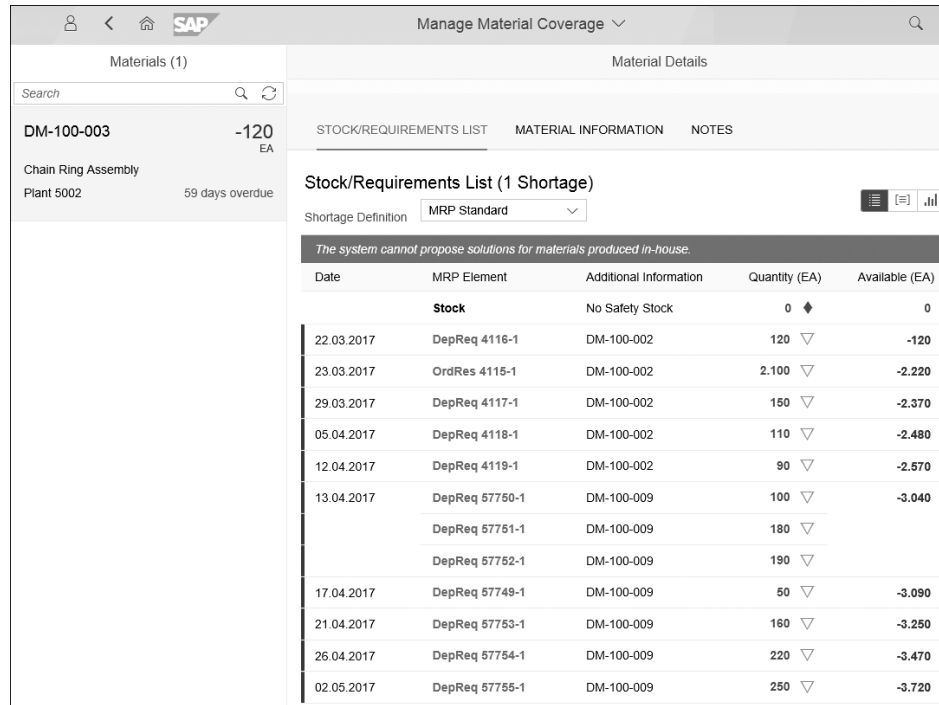 SAP Manage Material Coverage
Materials (1)
Material Details
Search
DM-100-003 -120
EA
Chain Ring Assembly
Plant 5002 59 days overdue
STOCK/REQUIREMENTS LIST MATERIAL INFORMATION NOTES
Stock/Requirements List (1 Shortage)
Shortage Definition MRP Standard
The system cannot propose solutions for materials produced in-house.
Date MRP Element Additional Information Quantity (EA) Available (EA)
Stock No Safety Stock 0 0
22.03.2017 DepReq 4116-1 DM-100-002 120 -120
23.03.2017 OrdRes 4115-1 DM-100-002 2.100 -2.220
29.03.2017 DepReq 4117-1 DM-100-002 150 -2.370
05.04.2017 DepReq 4118-1 DM-100-002 110 -2.480
12.04.2017 DepReq 4119-1 DM-100-002 90 -2.570
13.04.2017 DepReq 57750-1 DM-100-009 100 -3.040
DepReq 57751-1 DM-100-009 180
DepReq 57752-1 DM-100-009 190
17.04.2017 DepReq 57749-1 DM-100-009 50 -3.090
21.04.2017 DepReq 57753-1 DM-100-009 160 -3.250
26.04.2017 DepReq 57754-1 DM-100-009 220 -3.470
02.05.2017 DepReq 57755-1 DM-100-009 250 -3.720